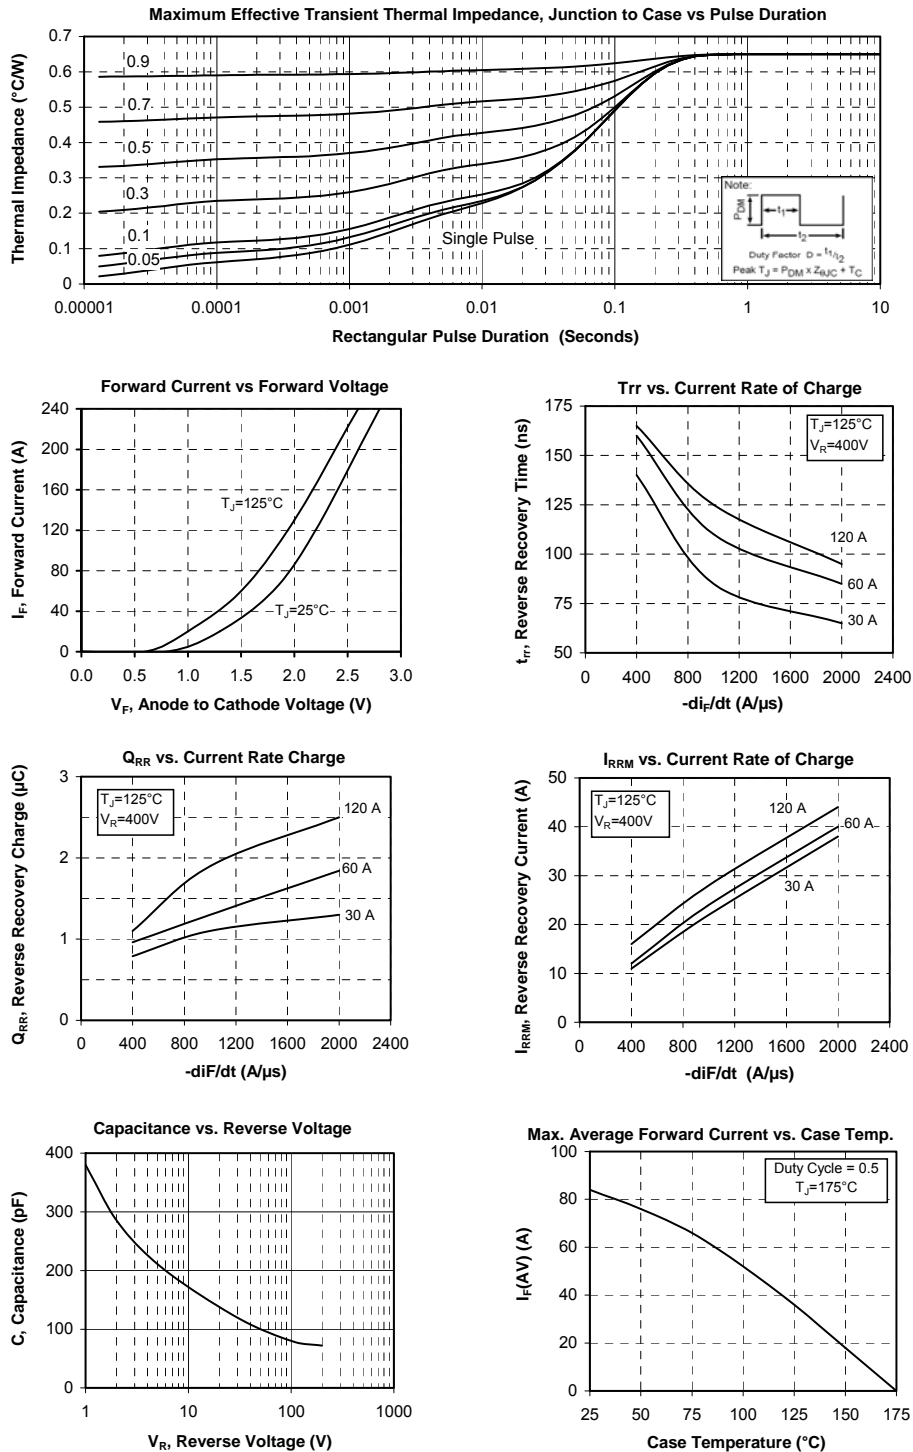 Maximum Effective Transient Thermal Impedance, Junction to Case vs Pulse Duration
Thermal Impedance (°C/W)
0.7
0.6
0.5
0.4
0.3
0.2
0.1
0
0.9
0.7
0.5
0.3
0.1
0.05
Single Pulse
Note:
PDM
t1
t2
Duty Factor D = t1/t2
Peak TJ = PDM x ZθJC + TC
0.00001 0.0001 0.001 0.01 0.1 1 10
Rectangular Pulse Duration (Seconds)
Forward Current vs Forward Voltage
IF, Forward Current (A)
240
200
160
120
80
40
0
TJ=125°C
TJ=25°C
0.0 0.5 1.0 1.5 2.0 2.5 3.0
VF, Anode to Cathode Voltage (V)
Trr vs. Current Rate of Charge
trr, Reverse Recovery Time (ns)
175
150
125
100
75
50
TJ=125°C
VR=400V
120 A
60 A
30 A
0 400 800 1200 1600 2000 2400
-diF/dt (A/µs)
QRR vs. Current Rate Charge
QRR, Reverse Recovery Charge (µC)
3
2
1
0
TJ=125°C
VR=400V
120 A
60 A
30 A
0 400 800 1200 1600 2000 2400
-diF/dt (A/µs)
IRRM vs. Current Rate of Charge
IRRM, Reverse Recovery Current (A)
50
40
30
20
10
0
TJ=125°C
VR=400V
120 A
60 A
30 A
0 400 800 1200 1600 2000 2400
-diF/dt (A/µs)
Capacitance vs. Reverse Voltage
C, Capacitance (pF)
400
300
200
100
0
1 10 100 1000
VR, Reverse Voltage (V)
Max. Average Forward Current vs. Case Temp.
IF(AV) (A)
100
80
60
40
20
0
Duty Cycle = 0.5
TJ=175°C
25 50 75 100 125 150 175
Case Temperature (°C)